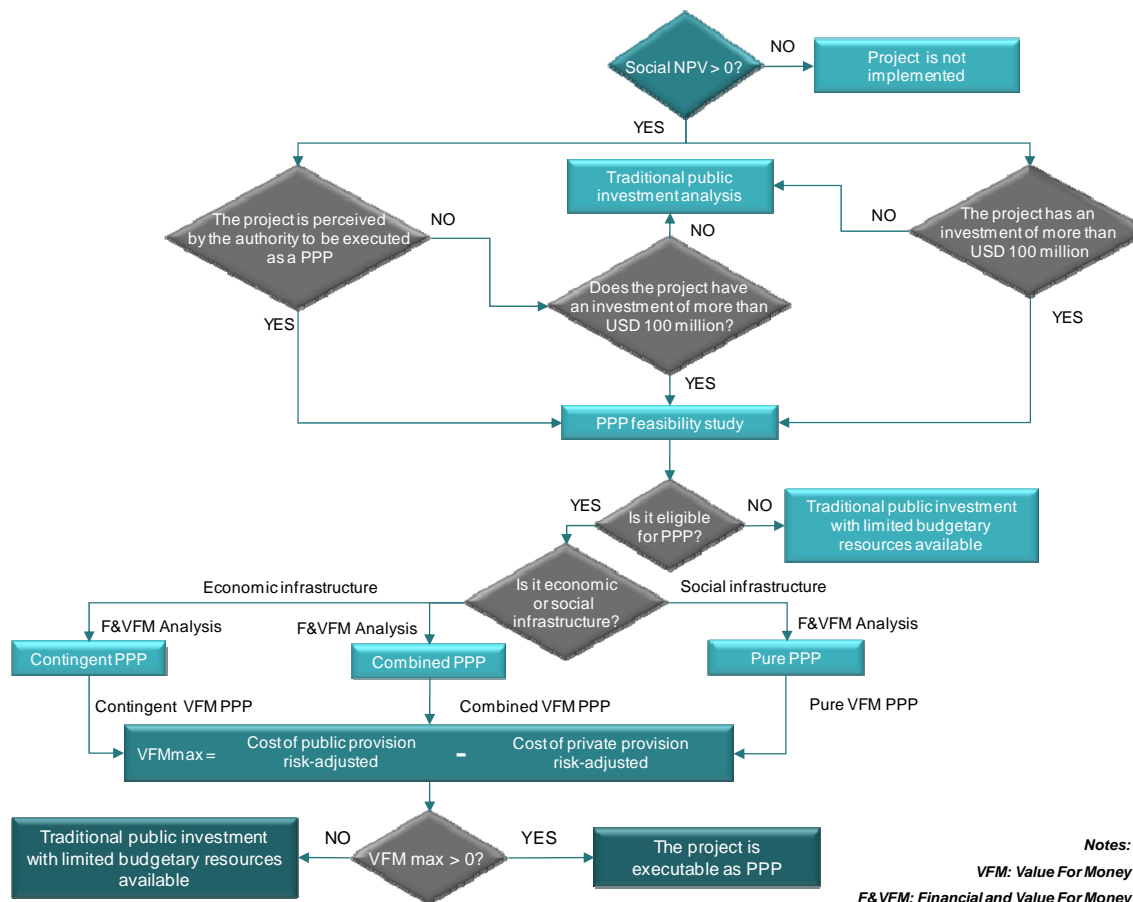 Social NPV > 0?
NO
Project is not
implemented
YES
The project is perceived
by the authority to be executed
as a PPP
NO
Traditional public
investment analysis
NO
The project has an
investment of more than
USD 100 million
NO
Does the project have
an investment of more than
USD 100 million?
YES
YES
YES
PPP feasibility study
Is it eligible
for PPP?
YES
NO
Traditional public investment
with limited budgetary
resources available
Is it economic
or social
infrastructure?
Economic infrastructure
Social infrastructure
F&VFM Analysis
F&VFM Analysis
F&VFM Analysis
Contingent PPP
Combined PPP
Pure PPP
Contingent VFM PPP
Combined VFM PPP
Pure VFM PPP
VFMmax =
Cost of public provision
risk-adjusted
-
Cost of private provision
risk-adjusted
VFM max > 0?
NO
Traditional public investment
with limited budgetary resources
available
YES
The project is
executable as PPP
Notes:
VFM: Value For Money
F&VFM: Financial and Value For Money